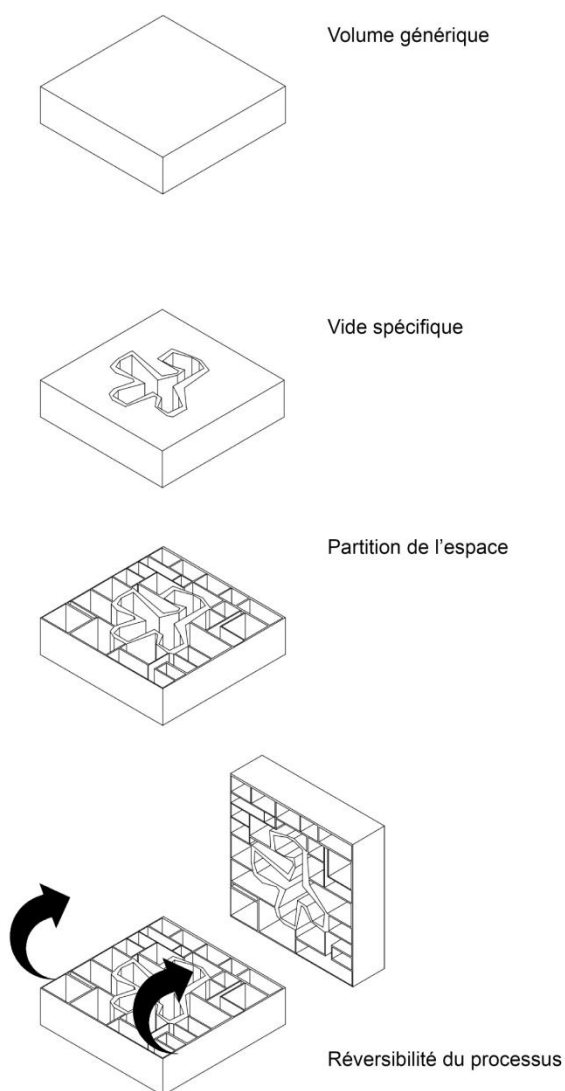 Volume générique
Vide spécifique
Partition de l'espace
Réversibilité du processus